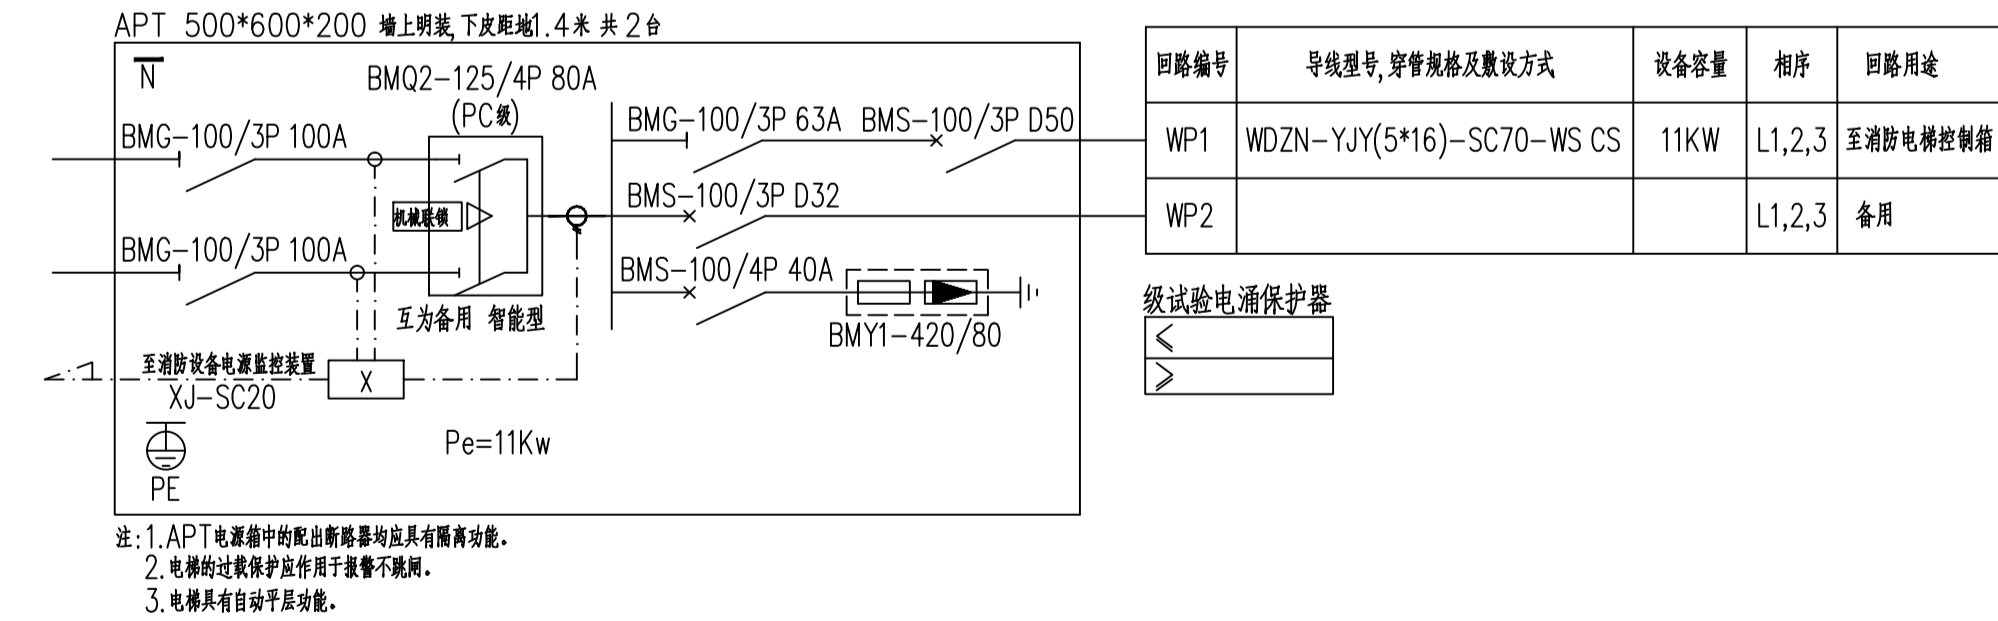 APT 500*600*200 墙上明装,下皮距地1.4米 共2台
N
BMQ2-125/4P 80A
(PC级)
BMG-100/3P 100A
机械联锁
BMG-100/3P 100A
互为备用 智能型
至消防设备电源监控装置
X
XJ-SC20
Pe=11Kw
PE
BMG-100/3P 63A BMS-100/3P D50
BMS-100/3P D32
BMS-100/4P 40A
BMY1-420/80
回路编号 导线型号,穿管规格及敷设方式 设备容量 相序 回路用途
WP1 WDZN-YJY(5*16)-SC70-WS CS 11KW L1,2,3 至消防电梯控制箱
WP2 L1,2,3 备用
级试验电涌保护器
≤
≥
注:1.APT电源箱中的配出断路器均应具有隔离功能。
2.电梯的过载保护应作用于报警不跳闸。
3.电梯具有自动平层功能。